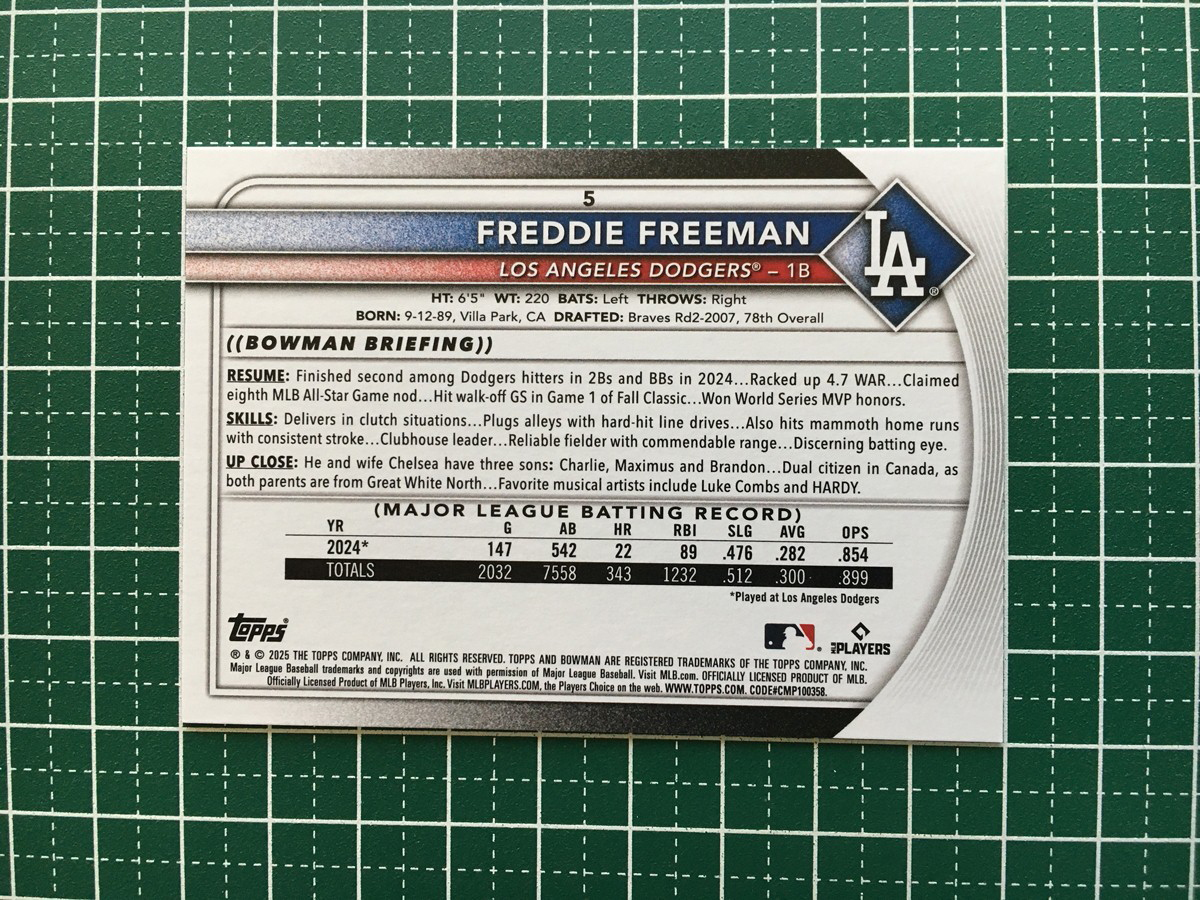 5
FREDDIE FREEMAN
LOS ANGELES DODGERS® – 1B
LA ®
HT: 6'5" WT: 220 BATS: Left THROWS: Right
BORN: 9-12-89, Villa Park, CA DRAFTED: Braves Rd2-2007, 78th Overall
((BOWMAN BRIEFING))
RESUME: Finished second among Dodgers hitters in 2Bs and BBs in 2024...Racked up 4.7 WAR...Claimed
eighth MLB All-Star Game nod...Hit walk-off GS in Game 1 of Fall Classic...Won World Series MVP honors.
SKILLS: Delivers in clutch situations...Plugs alleys with hard-hit line drives...Also hits mammoth home runs
with consistent stroke...Clubhouse leader...Reliable fielder with commendable range...Discerning batting eye.
UP CLOSE: He and wife Chelsea have three sons: Charlie, Maximus and Brandon...Dual citizen in Canada, as
both parents are from Great White North...Favorite musical artists include Luke Combs and HARDY.
(MAJOR LEAGUE BATTING RECORD)
YR G AB HR RBI SLG AVG OPS
2024* 147 542 22 89 .476 .282 .854
TOTALS 2032 7558 343 1232 .512 .300 .899
*Played at Los Angeles Dodgers
Topps®
MLB PLAYERS
® & © 2025 THE TOPPS COMPANY, INC. ALL RIGHTS RESERVED. TOPPS AND BOWMAN ARE REGISTERED TRADEMARKS OF THE TOPPS COMPANY, INC.
Major League Baseball trademarks and copyrights are used with permission of Major League Baseball. Visit MLB.com. OFFICIALLY LICENSED PRODUCT OF MLB.
Officially Licensed Product of MLB Players, Inc. Visit MLBPLAYERS.COM, the Players Choice on the web. WWW.TOPPS.COM. CODE#CMP100358.